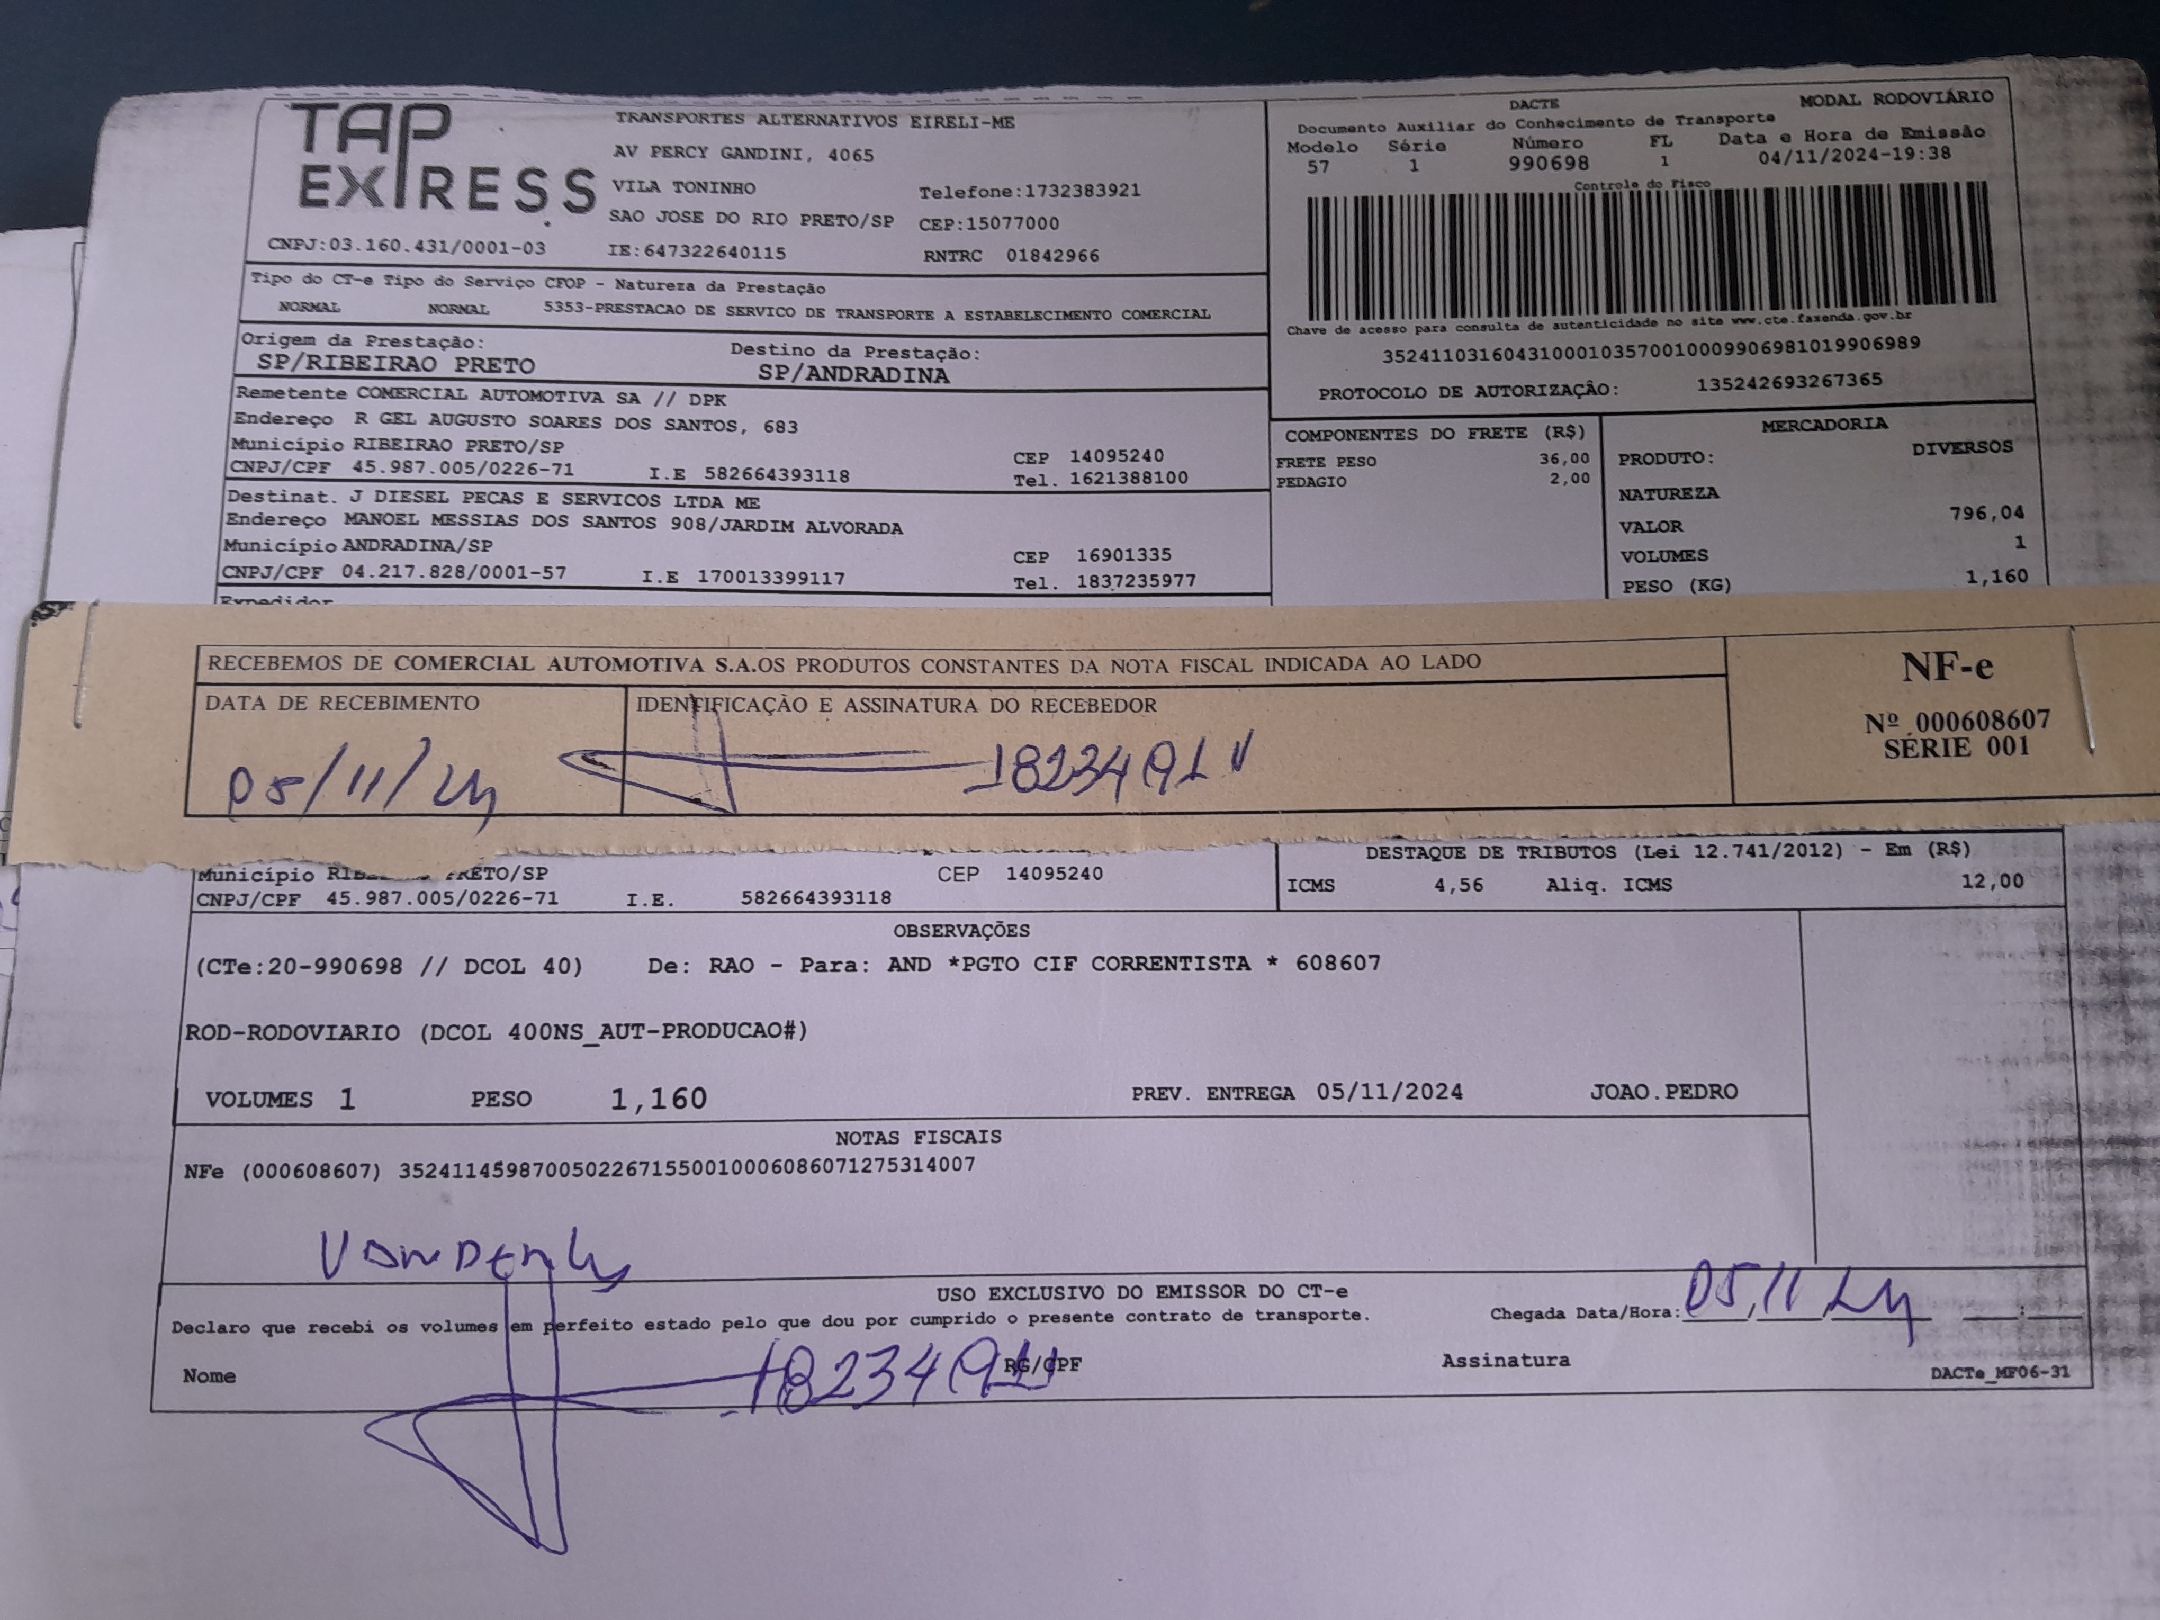 TAP EXPRESS
TRANSPORTES ALTERNATIVOS EIRELI-ME
AV PERCY GANDINI, 4065
VILA TONINHO Telefone:1732383921
SAO JOSE DO RIO PRETO/SP CEP:15077000
CNPJ:03.160.431/0001-03 IE:647322640115 RNTRC 01842966
DACTE MODAL RODOVIÁRIO
Documento Auxiliar do Conhecimento de Transporte
Modelo Série Número FL Data e Hora de Emissão
57 1 990698 1 04/11/2024-19:38
Controle do Fisco
Chave de acesso para consulta de autenticidade no site www.cte.fazenda.gov.br
35241103160431000103570010009906981019906989
PROTOCOLO DE AUTORIZAÇÃO: 135242693267365
Tipo do CT-e Tipo do Serviço CFOP - Natureza da Prestação
NORMAL NORMAL 5353-PRESTACAO DE SERVICO DE TRANSPORTE A ESTABELECIMENTO COMERCIAL
Origem da Prestação: Destino da Prestação:
SP/RIBEIRAO PRETO SP/ANDRADINA
Remetente COMERCIAL AUTOMOTIVA SA // DPK
Endereço R GEL AUGUSTO SOARES DOS SANTOS, 683
Município RIBEIRAO PRETO/SP CEP 14095240
CNPJ/CPF 45.987.005/0226-71 I.E 582664393118 Tel. 1621388100
Destinat. J DIESEL PECAS E SERVICOS LTDA ME
Endereço MANOEL MESSIAS DOS SANTOS 908/JARDIM ALVORADA
Município ANDRADINA/SP CEP 16901335
CNPJ/CPF 04.217.828/0001-57 I.E 170013399117 Tel. 1837235977
Expedidor
COMPONENTES DO FRETE (R$)
FRETE PESO 36,00
PEDAGIO 2,00
MERCADORIA
PRODUTO: DIVERSOS
NATUREZA
VALOR 796,04
VOLUMES 1
PESO (KG) 1,160
RECEBEMOS DE COMERCIAL AUTOMOTIVA S.A.OS PRODUTOS CONSTANTES DA NOTA FISCAL INDICADA AO LADO
DATA DE RECEBIMENTO IDENTIFICAÇÃO E ASSINATURA DO RECEBEDOR
05/11/24
NF-e
Nº 000608607
SÉRIE 001
Município RIBE RETO/SP CEP 14095240
CNPJ/CPF 45.987.005/0226-71 I.E. 582664393118
DESTAQUE DE TRIBUTOS (Lei 12.741/2012) - Em (R$)
ICMS 4,56 Aliq. ICMS 12,00
OBSERVAÇÕES
(CTe:20-990698 // DCOL 40) De: RAO - Para: AND *PGTO CIF CORRENTISTA * 608607
ROD-RODOVIARIO (DCOL 400NS_AUT-PRODUCAO#)
VOLUMES 1 PESO 1,160 PREV. ENTREGA 05/11/2024 JOAO.PEDRO
NOTAS FISCAIS
NFe (000608607) 35241145987005022671550010006086071275314007
USO EXCLUSIVO DO EMISSOR DO CT-e
Declaro que recebi os volumes em perfeito estado pelo que dou por cumprido o presente contrato de transporte. Chegada Data/Hora: 05/11/24
Nome RG/CPF Assinatura DACTe_MF06-31